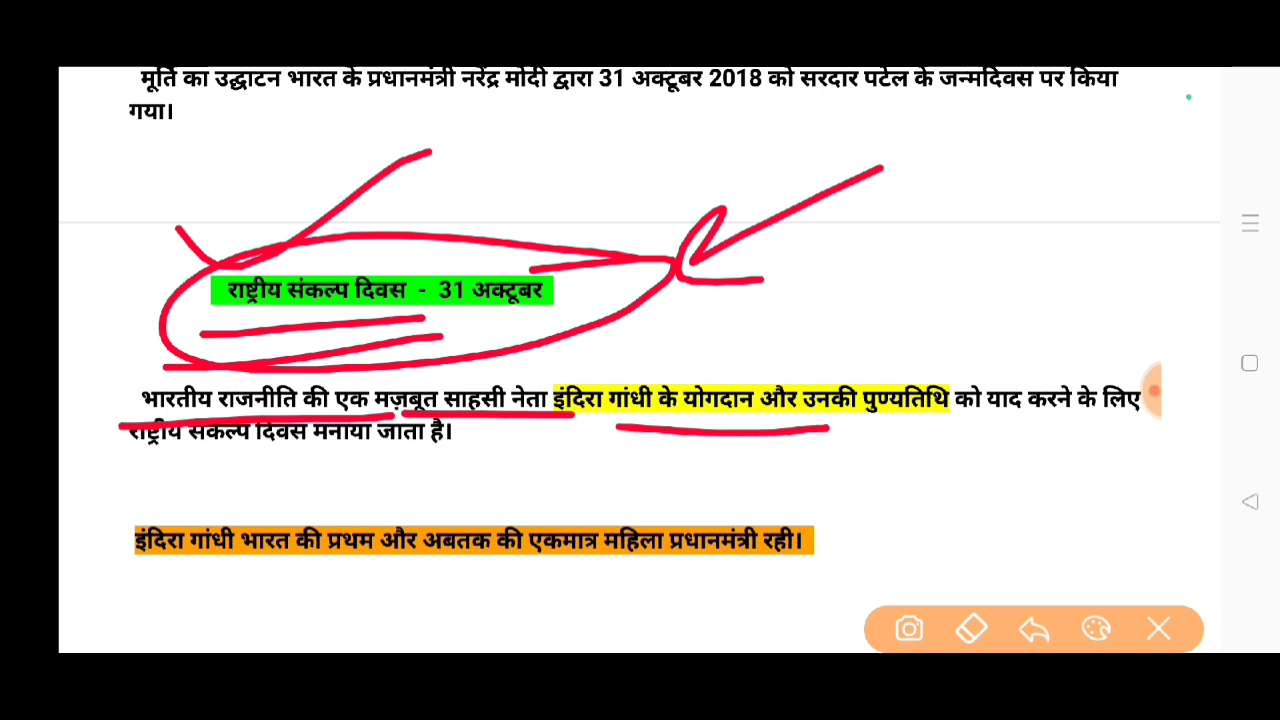 मूर्ति का उद्घाटन भारत के प्रधानमंत्री नरेंद्र मोदी द्वारा 31 अक्टूबर 2018 को सरदार पटेल के जन्मदिवस पर किया
गया।
राष्ट्रीय संकल्प दिवस - 31 अक्टूबर
भारतीय राजनीति की एक मज़बूत साहसी नेता इंदिरा गांधी के योगदान और उनकी पुण्यतिथि को याद करने के लिए
राष्ट्रीय संकल्प दिवस मनाया जाता है।
इंदिरा गांधी भारत की प्रथम और अबतक की एकमात्र महिला प्रधानमंत्री रही।